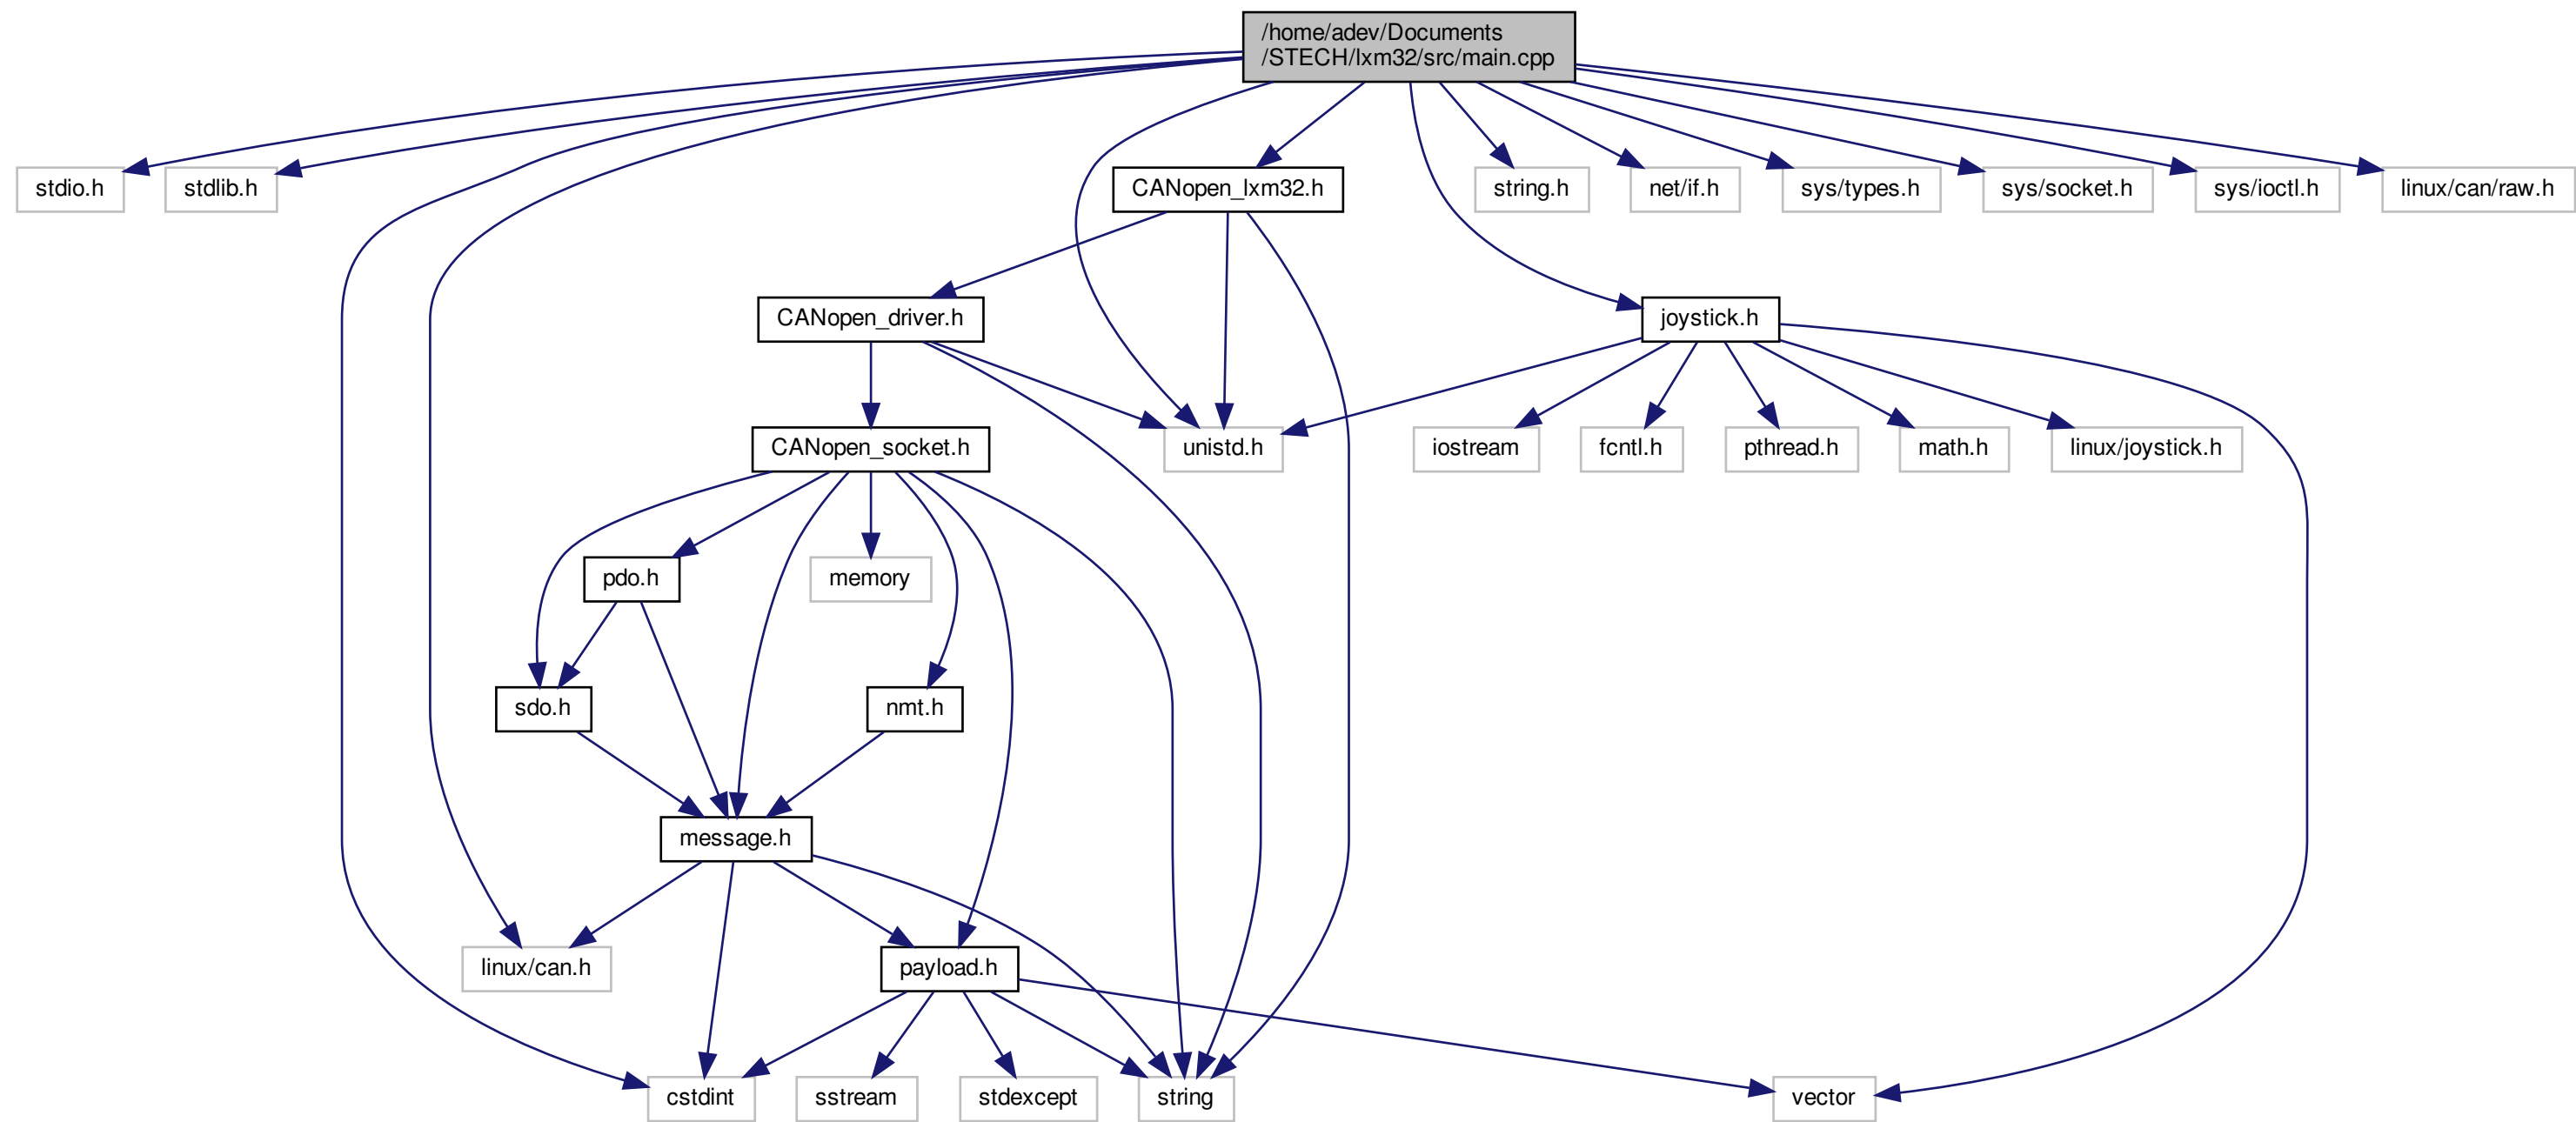 /home/adev/Documents
/STECH/lxm32/src/main.cpp
stdio.h
stdlib.h
CANopen_lxm32.h
string.h
net/if.h
sys/types.h
sys/socket.h
sys/ioctl.h
linux/can/raw.h
CANopen_driver.h
joystick.h
CANopen_socket.h
unistd.h
iostream
fcntl.h
pthread.h
math.h
linux/joystick.h
pdo.h
memory
sdo.h
nmt.h
message.h
linux/can.h
payload.h
cstdint
sstream
stdexcept
string
vector